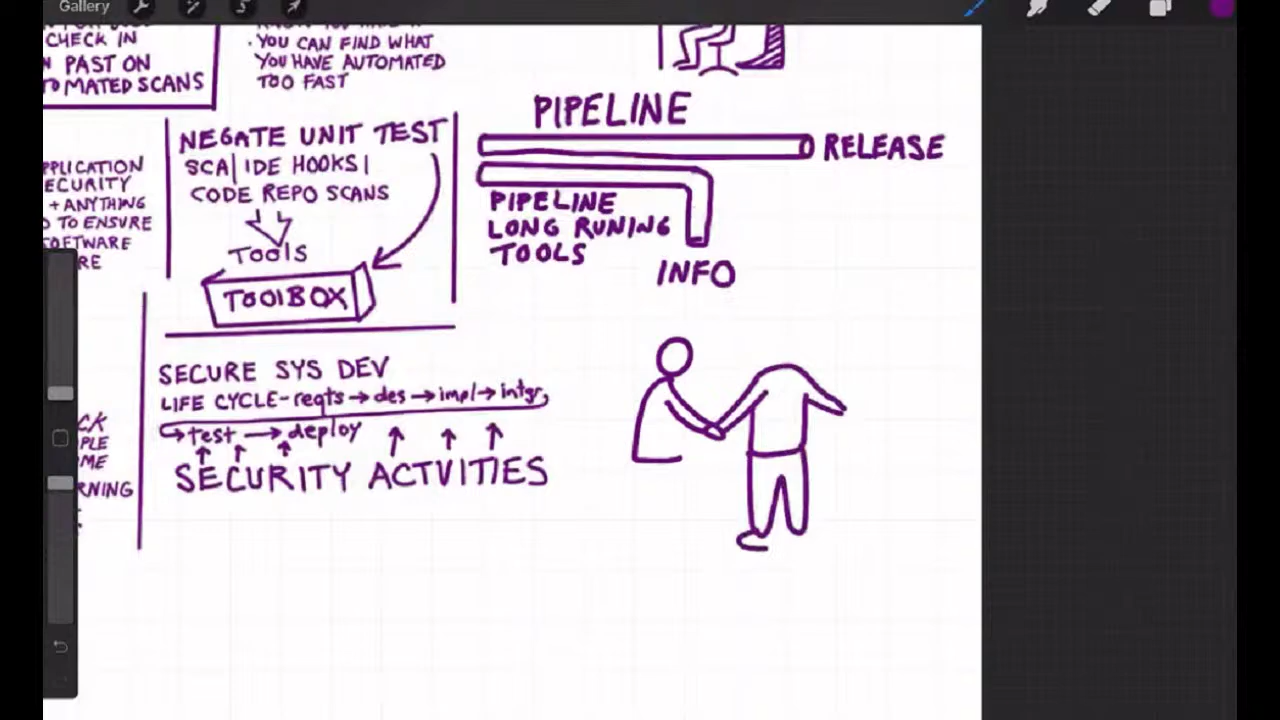 Gallery
CHECK IN
PAST ON
MATED SCANS
· YOU CAN FIND WHAT
YOU HAVE AUTOMATED
TOO FAST
PPLICATION
ECURITY
+ ANYTHING
TO ENSURE
OFTWARE
RE
NEGATE UNIT TEST
SCA| IDE HOOKS|
CODE REPO SCANS
TOOlS
TOOlBOX
PIPELINE
RELEASE
PIPELINE
LONG RUNING
TOOLS
INFO
CK
PLE
ME
RNING
SECURE SYS DEV
LIFE CYCLE-reqts → des → impl → intgr
→ test → deploy
SECURITY ACTVITIES